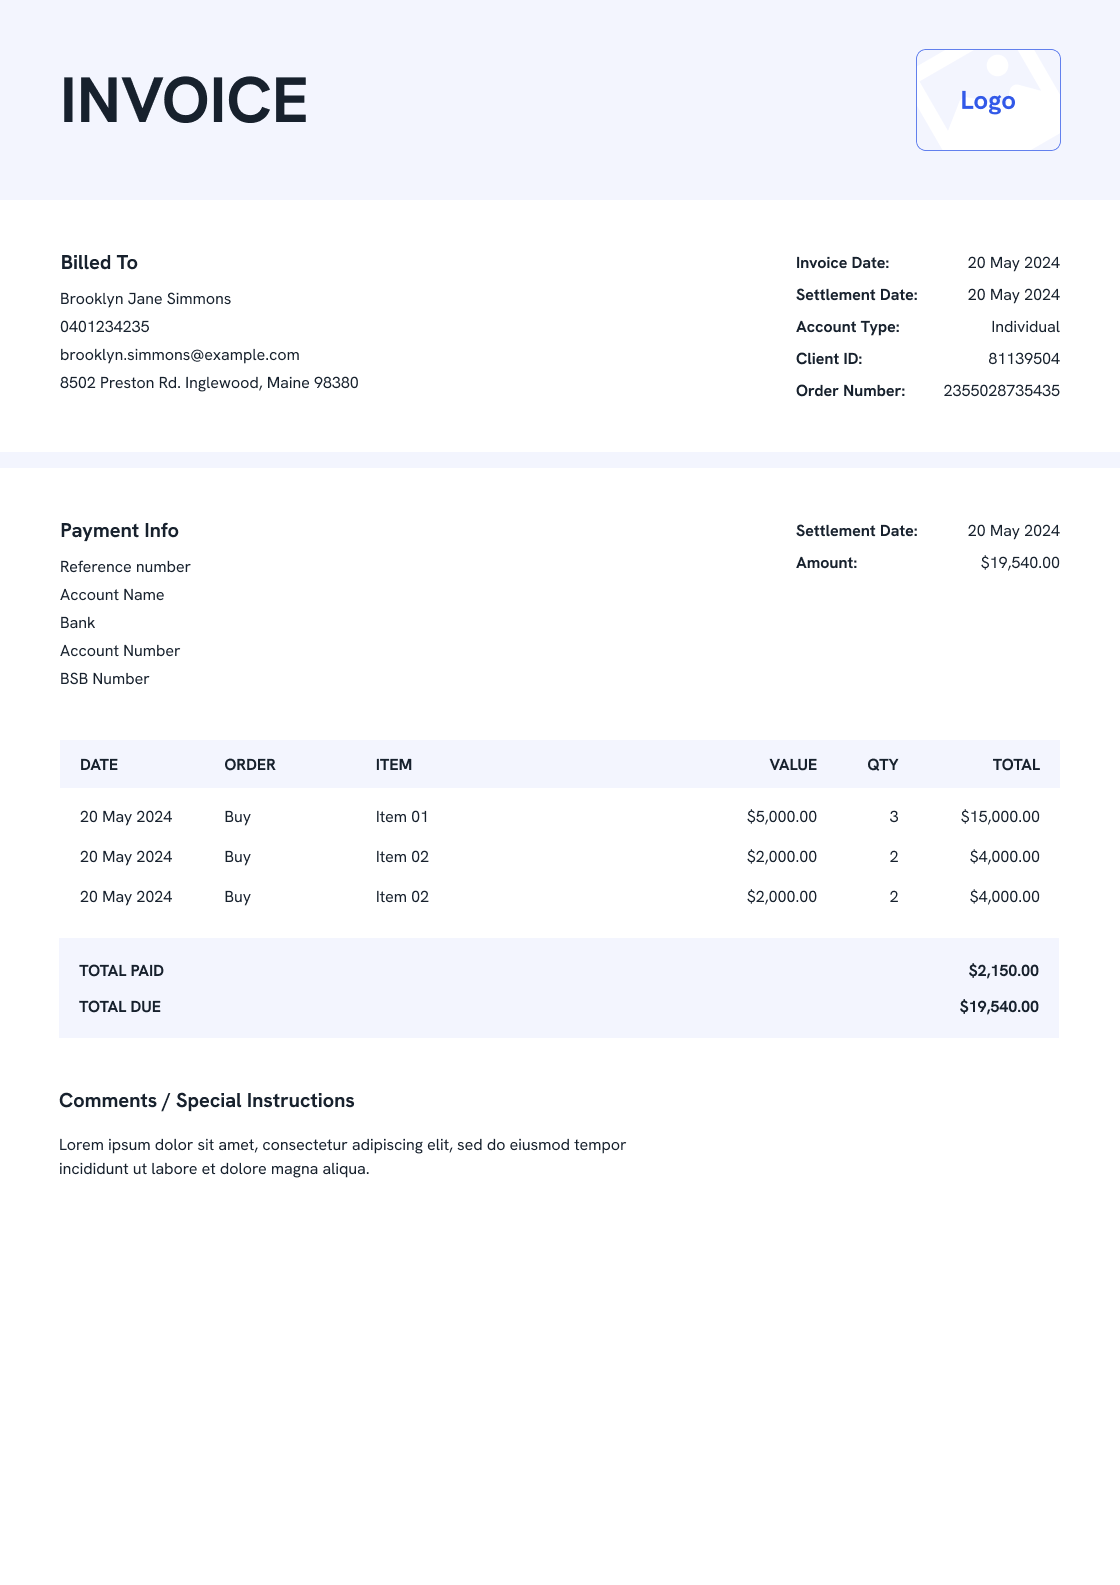 INVOICE
Logo
Billed To
Brooklyn Jane Simmons
0401234235
brooklyn.simmons@example.com
8502 Preston Rd. Inglewood, Maine 98380
Invoice Date: 20 May 2024
Settlement Date: 20 May 2024
Account Type: Individual
Client ID: 81139504
Order Number: 2355028735435
Payment Info
Reference number
Account Name
Bank
Account Number
BSB Number
Settlement Date: 20 May 2024
Amount: $19,540.00
DATE ORDER ITEM VALUE QTY TOTAL
20 May 2024 Buy Item 01 $5,000.00 3 $15,000.00
20 May 2024 Buy Item 02 $2,000.00 2 $4,000.00
20 May 2024 Buy Item 02 $2,000.00 2 $4,000.00
TOTAL PAID $2,150.00
TOTAL DUE $19,540.00
Comments / Special Instructions
Lorem ipsum dolor sit amet, consectetur adipiscing elit, sed do eiusmod tempor
incididunt ut labore et dolore magna aliqua.